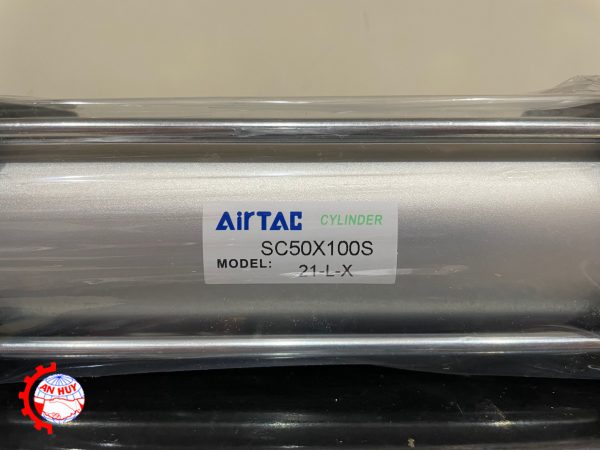 AirTAC CYLINDER
SC50X100S
MODEL: 21-L-X
AN HUY